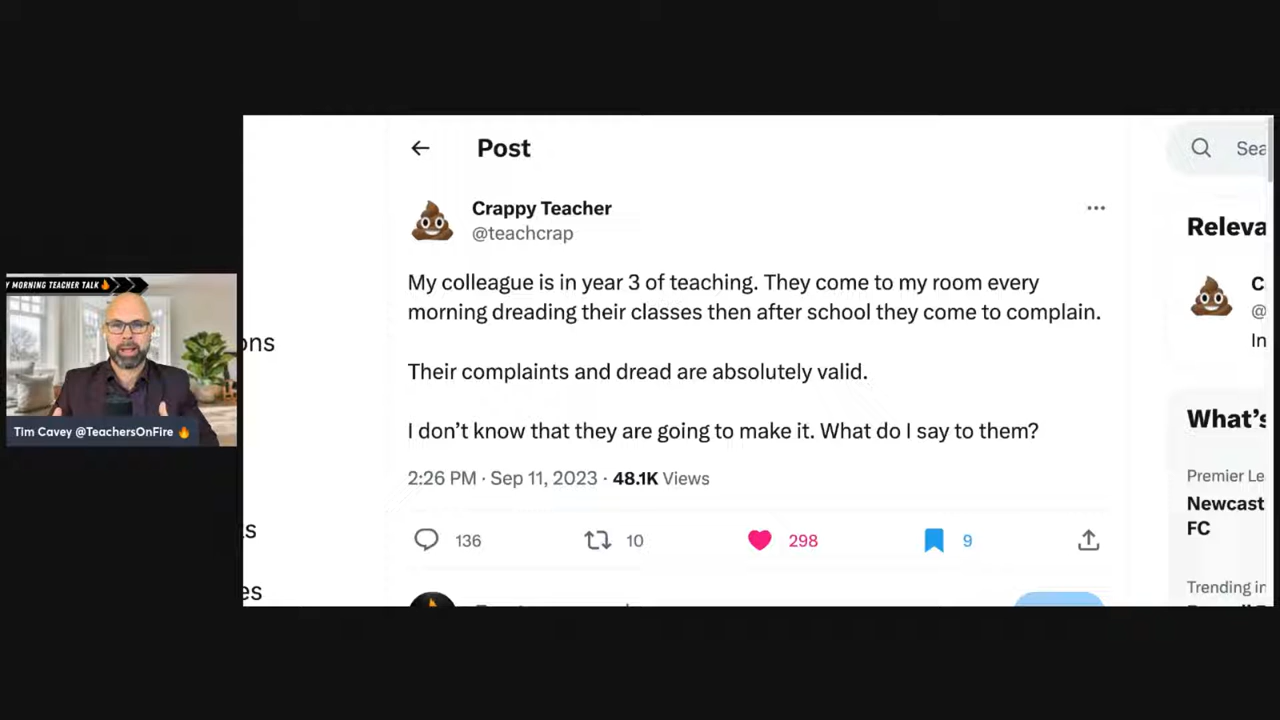 Post
Sea
Crappy Teacher
@teachcrap
My colleague is in year 3 of teaching. They come to my room every
morning dreading their classes then after school they come to complain.
Their complaints and dread are absolutely valid.
I don't know that they are going to make it. What do I say to them?
2:26 PM · Sep 11, 2023 · 48.1K Views
136
10
298
9
Y MORNING TEACHER TALK 🔥
Tim Cavey @TeachersOnFire 🔥
ons
ts
es
Releva
C
@
In
What's
Premier Le
Newcast
FC
Trending in